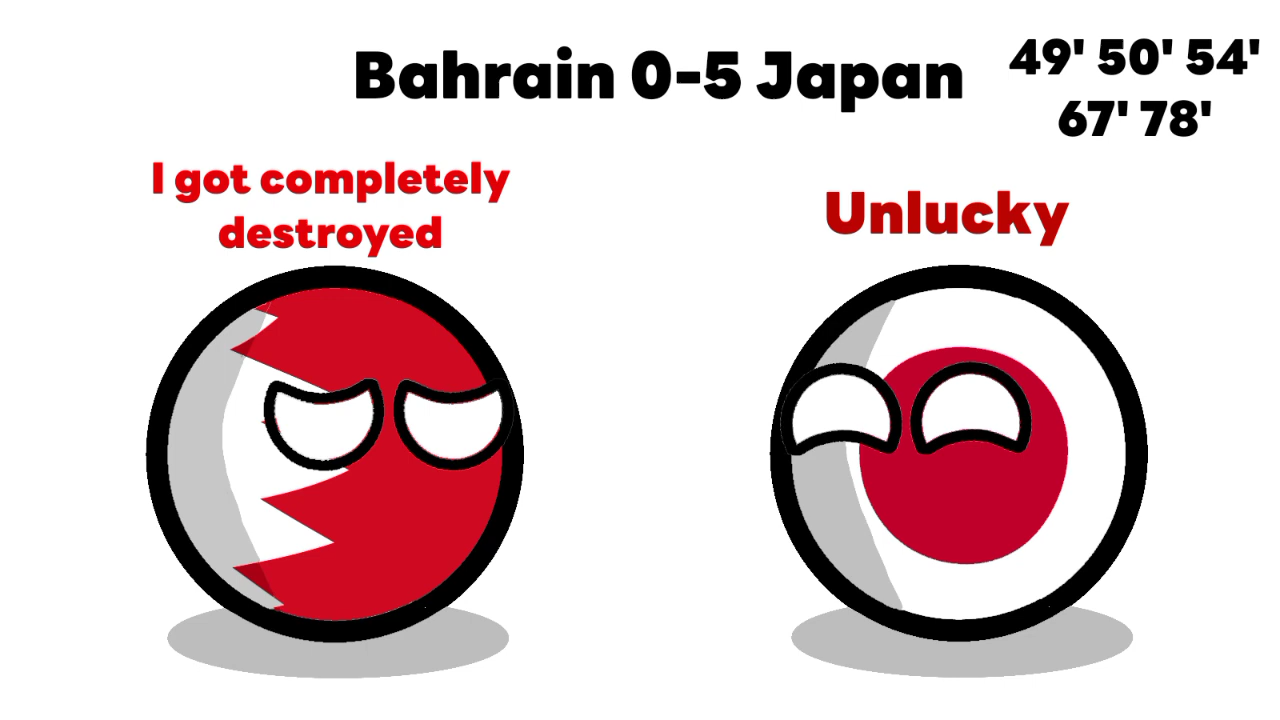 Bahrain 0-5 Japan
49' 50' 54'
67' 78'
I got completely
destroyed
Unlucky